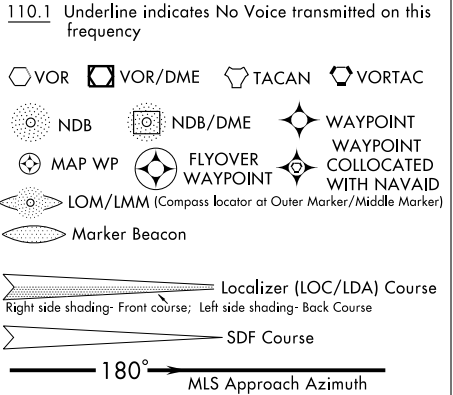 110.1 Underline indicates No Voice transmitted on this
frequency
VOR VOR/DME TACAN VORTAC
NDB NDB/DME WAYPOINT
MAP WP FLYOVER WAYPOINT WAYPOINT COLLOCATED WITH NAVAID
LOM/LMM (Compass locator at Outer Marker/Middle Marker)
Marker Beacon
Localizer (LOC/LDA) Course
Right side shading- Front course; Left side shading- Back Course
SDF Course
180°
MLS Approach Azimuth